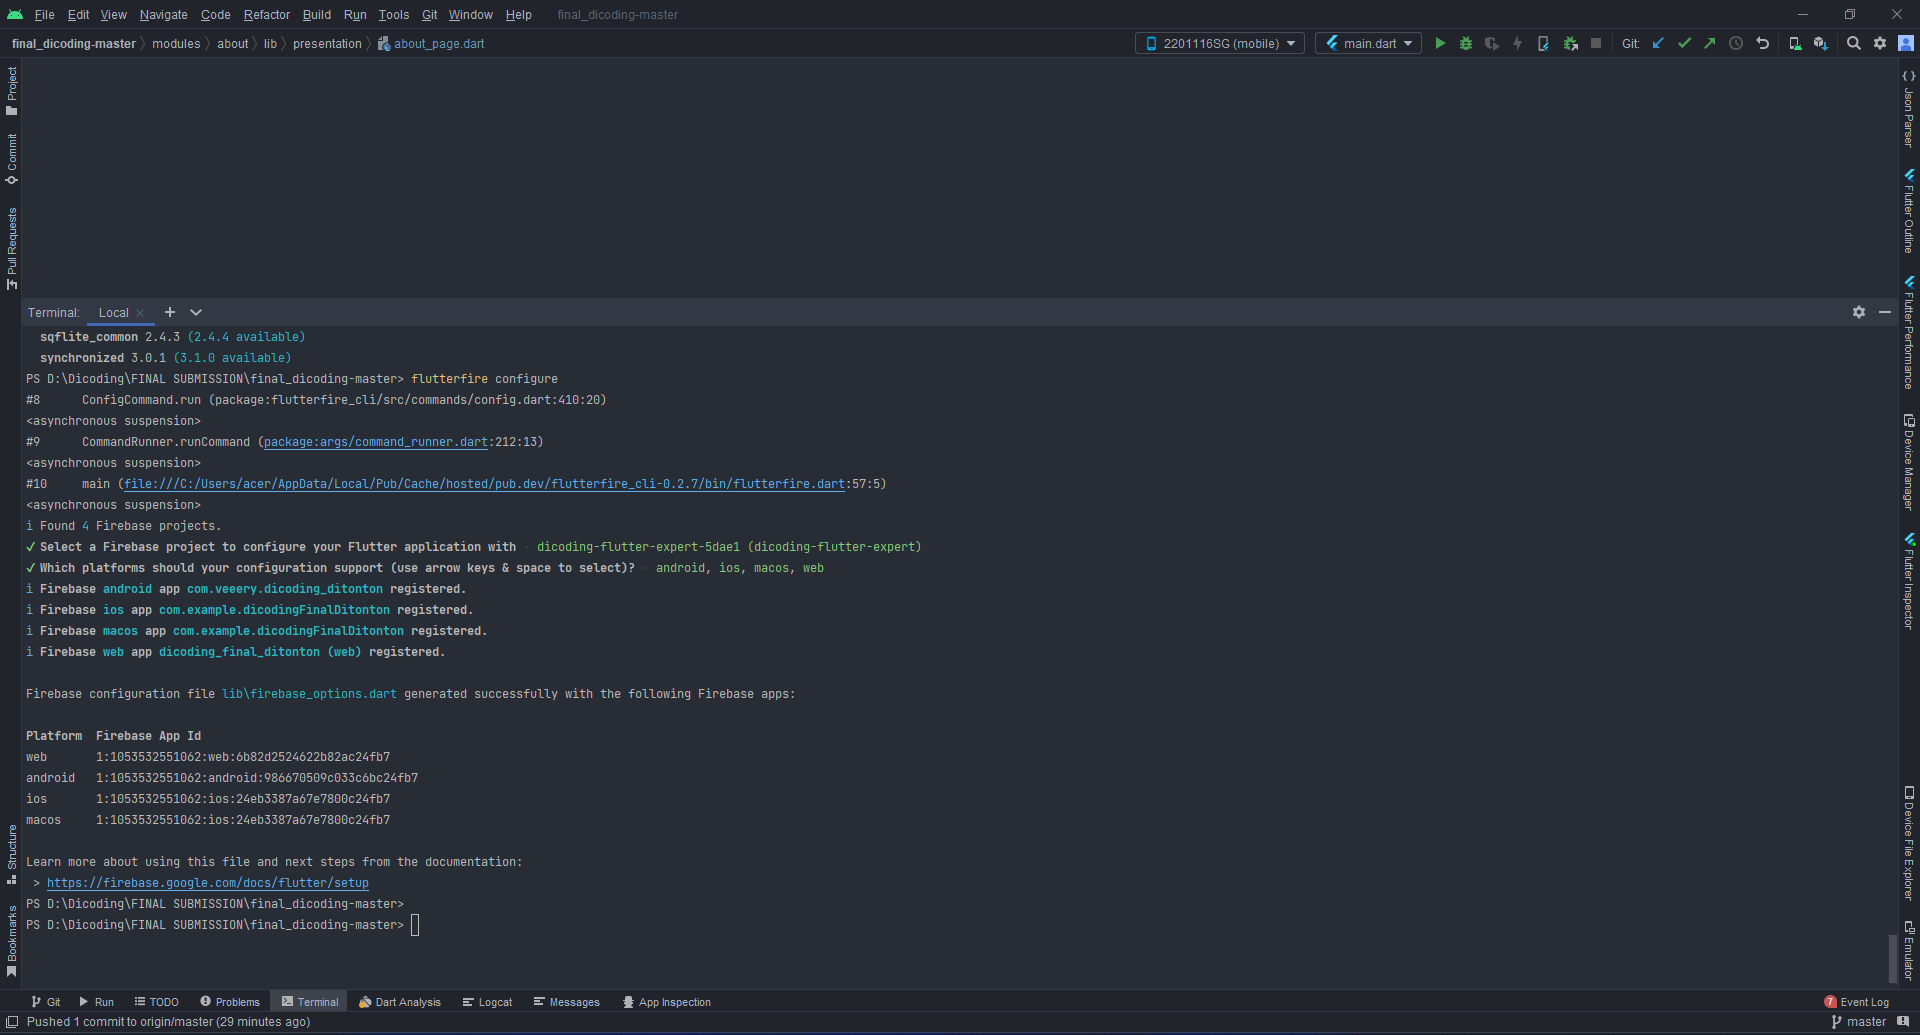 File Edit View Navigate Code Refactor Build Run Tools Git Window Help final_dicoding-master
final_dicoding-master modules about lib presentation about_page.dart 2201116SG (mobile) main.dart Git:
Project
Commit
Pull Requests
Structure
Bookmarks
Terminal: Local
sqflite_common 2.4.3 (2.4.4 available)
synchronized 3.0.1 (3.1.0 available)
PS D:\Dicoding\FINAL SUBMISSION\final_dicoding-master> flutterfire configure
#8 ConfigCommand.run (package:flutterfire_cli/src/commands/config.dart:410:20)
<asynchronous suspension>
#9 CommandRunner.runCommand (package:args/command_runner.dart:212:13)
<asynchronous suspension>
#10 main (file:///C:/Users/acer/AppData/Local/Pub/Cache/hosted/pub.dev/flutterfire_cli-0.2.7/bin/flutterfire.dart:57:5)
<asynchronous suspension>
i Found 4 Firebase projects.
✓ Select a Firebase project to configure your Flutter application with · dicoding-flutter-expert-5dae1 (dicoding-flutter-expert)
✓ Which platforms should your configuration support (use arrow keys & space to select)? · android, ios, macos, web
i Firebase android app com.veeery.dicoding_ditonton registered.
i Firebase ios app com.example.dicodingFinalDitonton registered.
i Firebase macos app com.example.dicodingFinalDitonton registered.
i Firebase web app dicoding_final_ditonton (web) registered.
Firebase configuration file lib\firebase_options.dart generated successfully with the following Firebase apps:
Platform Firebase App Id
web 1:1053532551062:web:6b82d2524622b82ac24fb7
android 1:1053532551062:android:986670509c033c6bc24fb7
ios 1:1053532551062:ios:24eb3387a67e7800c24fb7
macos 1:1053532551062:ios:24eb3387a67e7800c24fb7
Learn more about using this file and next steps from the documentation:
> https://firebase.google.com/docs/flutter/setup
PS D:\Dicoding\FINAL SUBMISSION\final_dicoding-master>
PS D:\Dicoding\FINAL SUBMISSION\final_dicoding-master>
Json Parser
Flutter Outline
Flutter Performance
Device Manager
Flutter Inspector
Device File Explorer
Emulator
Git Run TODO Problems Terminal Dart Analysis Logcat Messages App Inspection 7 Event Log
Pushed 1 commit to origin/master (29 minutes ago) master